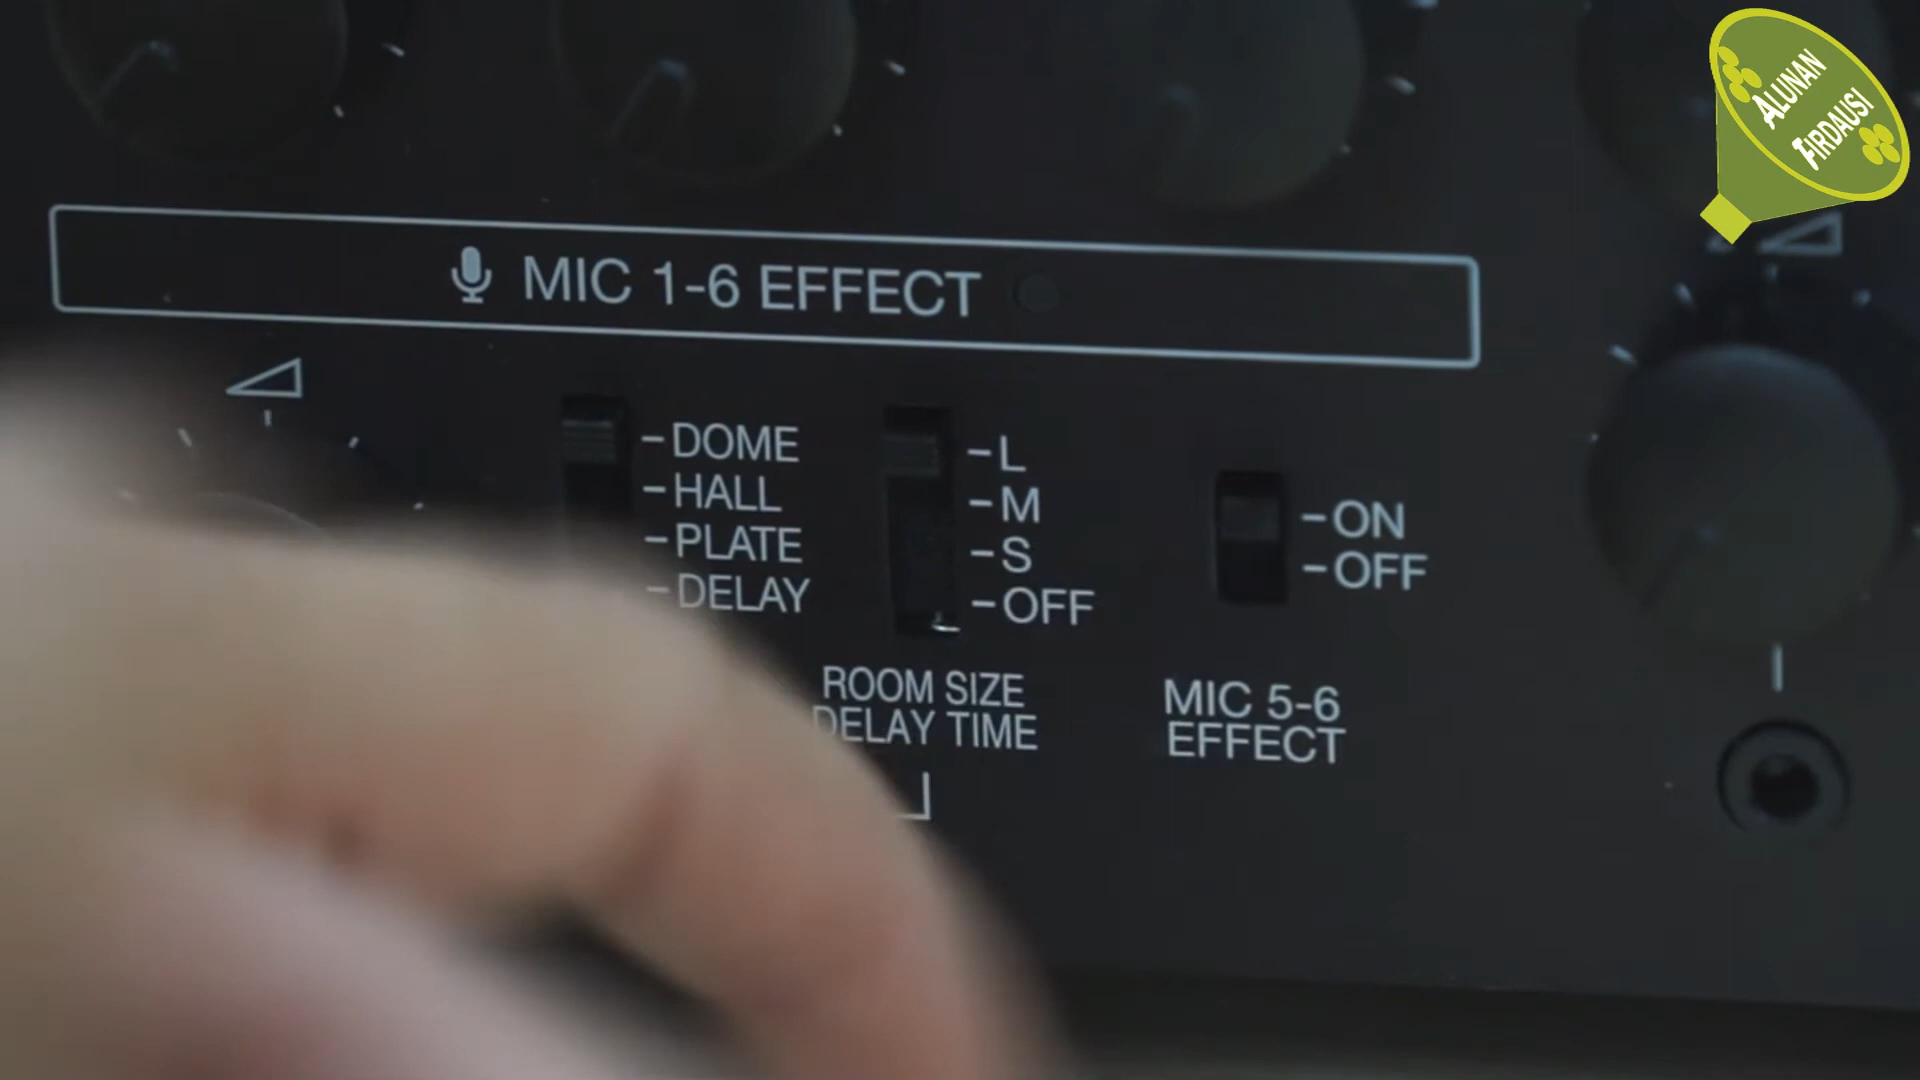 ALUNAN
FIRDAUSI
MIC 1-6 EFFECT
-DOME
-HALL
-PLATE
-DELAY
-L
-M
-S
-OFF
ROOM SIZE
DELAY TIME
-ON
-OFF
MIC 5-6
EFFECT